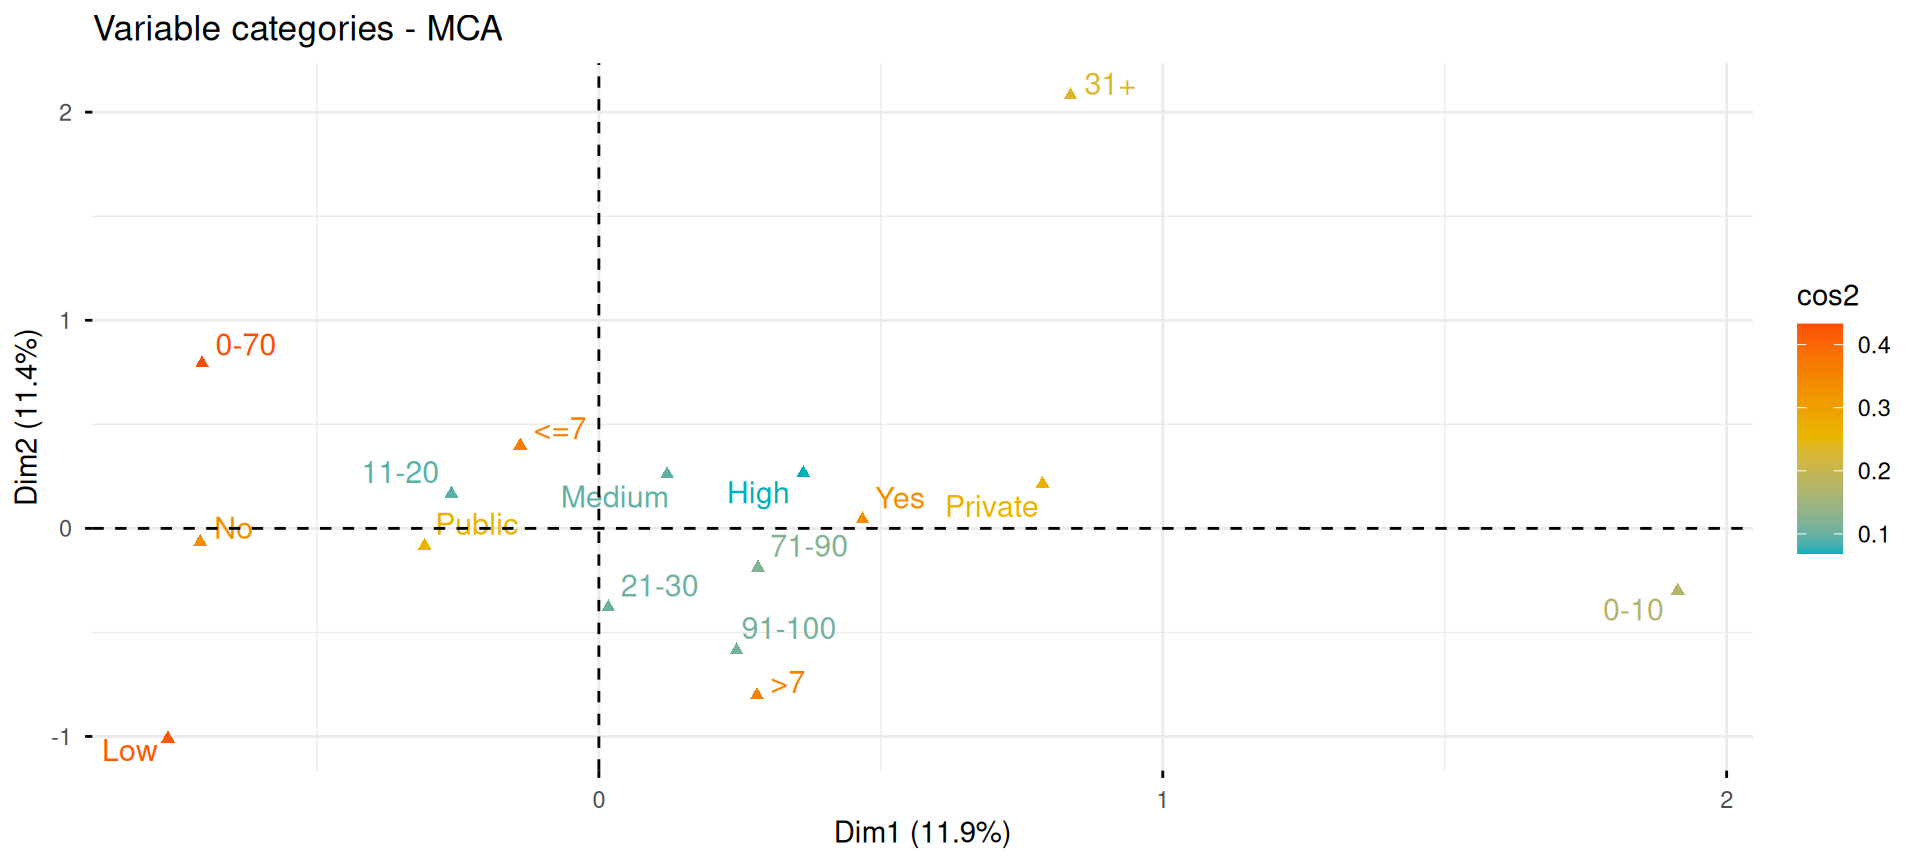 Variable categories - MCA
31+
2
cos2
1
0-70
0.4
<=7
0.3
11-20
Medium
High
Yes
Private
0.2
Dim2 (11.4%)
0
No
Public
71-90
0.1
21-30
0-10
91-100
>7
-1
Low
0
1
2
Dim1 (11.9%)